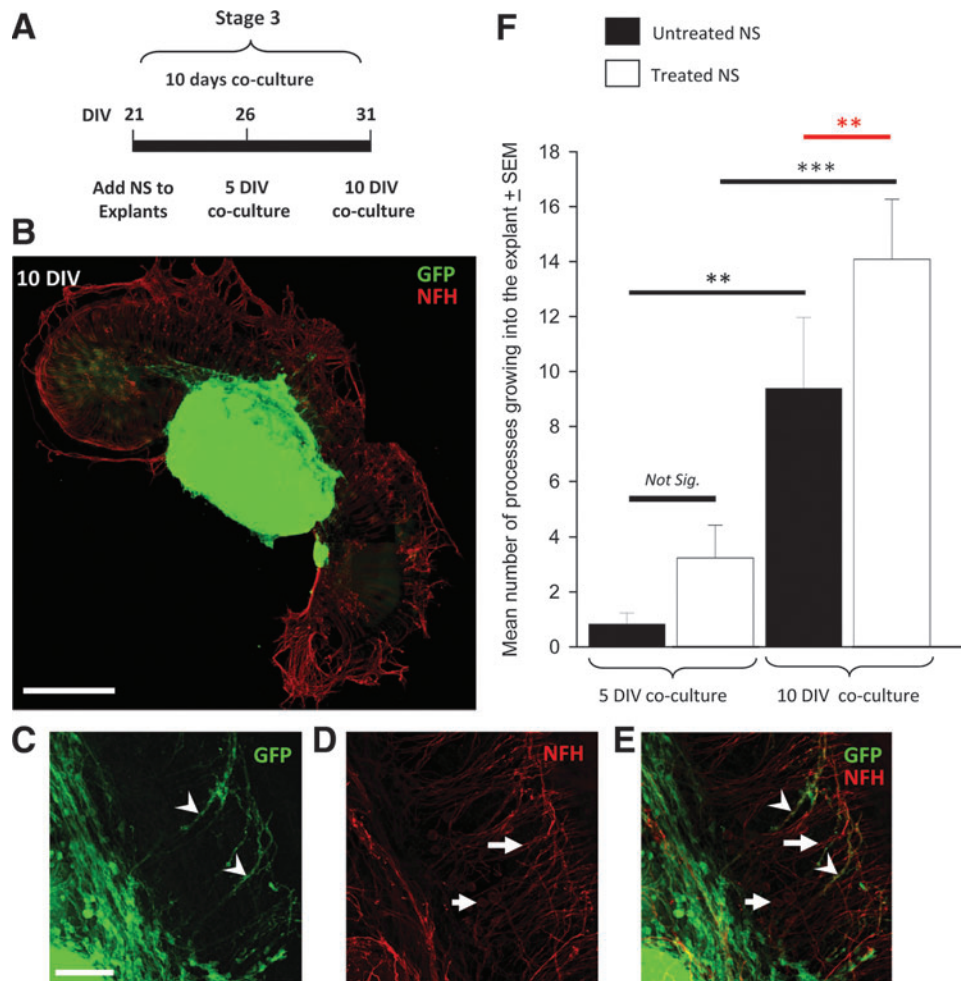 A
Stage 3
10 days co-culture
DIV 21 26 31
Add NS to
Explants
5 DIV
co-culture
10 DIV
co-culture
B
10 DIV
GFP
NFH
C
GFP
D
NFH
E
GFP
NFH
F
Untreated NS
Treated NS
Mean number of processes growing into the explant ± SEM
18
16
14
12
10
8
6
4
2
0
**
***
**
Not Sig.
5 DIV co-culture
10 DIV co-culture